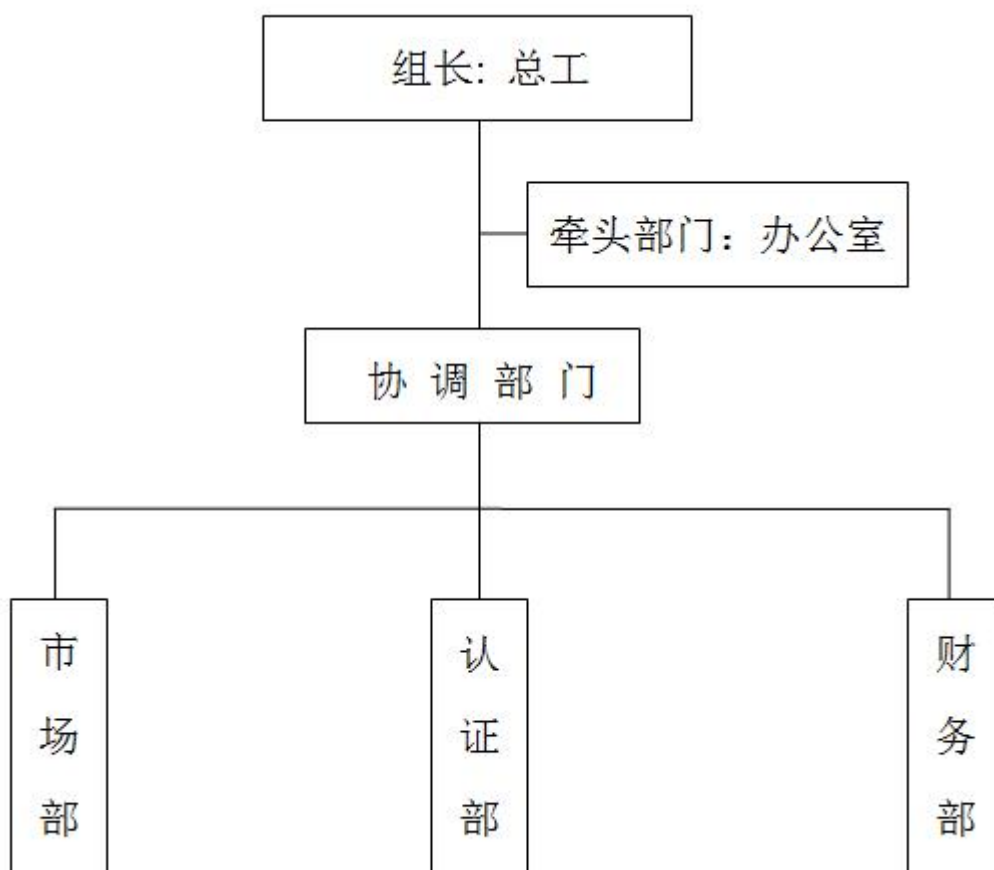 组长: 总工
牵头部门：办公室
协 调 部 门
市场部
认证部
财务部